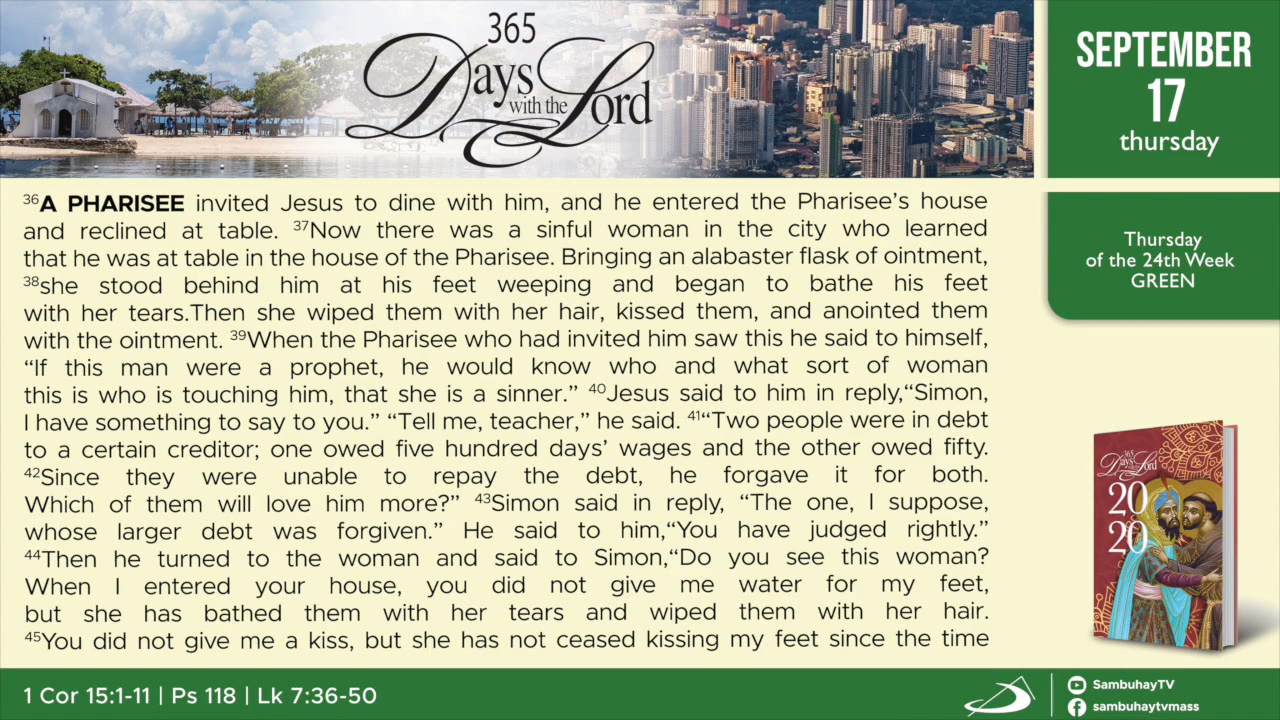 365
Days with the Lord
SEPTEMBER
17
thursday
Thursday
of the 24th Week
GREEN
³⁶A PHARISEE invited Jesus to dine with him, and he entered the Pharisee’s house
and reclined at table. ³⁷Now there was a sinful woman in the city who learned
that he was at table in the house of the Pharisee. Bringing an alabaster flask of ointment,
³⁸she stood behind him at his feet weeping and began to bathe his feet
with her tears.Then she wiped them with her hair, kissed them, and anointed them
with the ointment. ³⁹When the Pharisee who had invited him saw this he said to himself,
“If this man were a prophet, he would know who and what sort of woman
this is who is touching him, that she is a sinner.” ⁴⁰Jesus said to him in reply,“Simon,
I have something to say to you.” “Tell me, teacher,” he said. ⁴¹“Two people were in debt
to a certain creditor; one owed five hundred days’ wages and the other owed fifty.
⁴²Since they were unable to repay the debt, he forgave it for both.
Which of them will love him more?” ⁴³Simon said in reply, “The one, I suppose,
whose larger debt was forgiven.” He said to him,“You have judged rightly.”
⁴⁴Then he turned to the woman and said to Simon,“Do you see this woman?
When I entered your house, you did not give me water for my feet,
but she has bathed them with her tears and wiped them with her hair.
⁴⁵You did not give me a kiss, but she has not ceased kissing my feet since the time
365
Days with the Lord
20
20
1 Cor 15:1-11 | Ps 118 | Lk 7:36-50
SambuhayTV
sambuhaytvmass